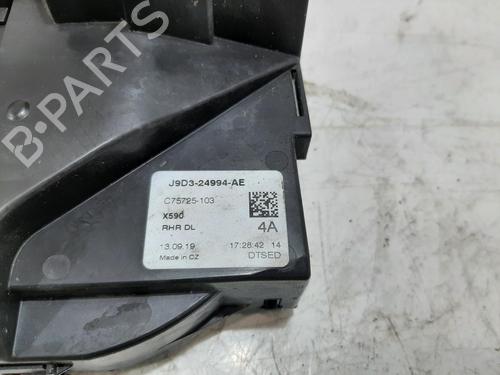 B-PARTS
J9D3-24994-AE
C75725-103
X590
RHR DL
4A
13.09.19 17:28:42 14
Made in CZ DTSED